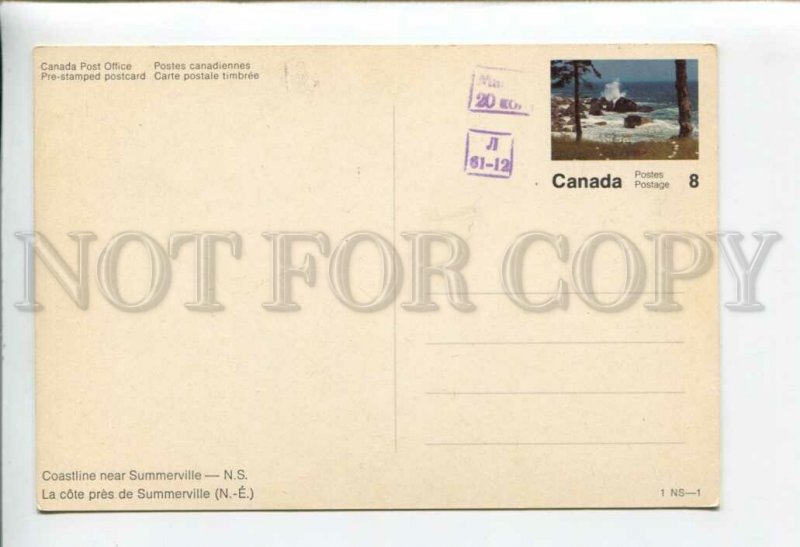 Canada Post Office
Pre-stamped postcard
Postes canadiennes
Carte postale timbrée
20 коп
Л
61-12
Canada
Postes
Postage
8
NOT FOR COPY
Coastline near Summerville — N.S.
La côte près de Summerville (N.-É.)
1 NS—1